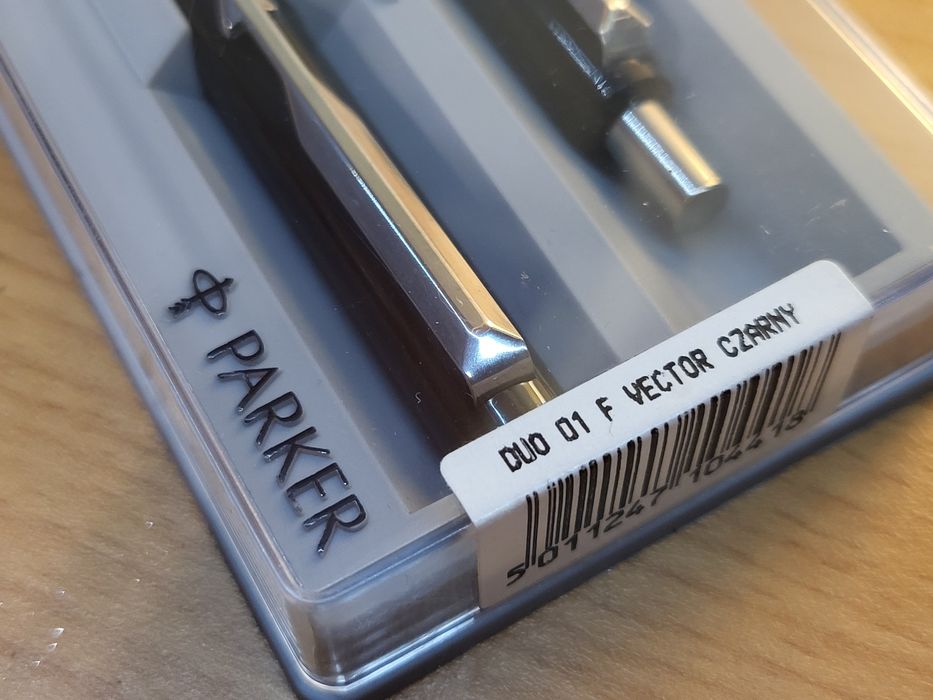 PARKER
DUO 01 F VECTOR CZARNY
5 011247 104413